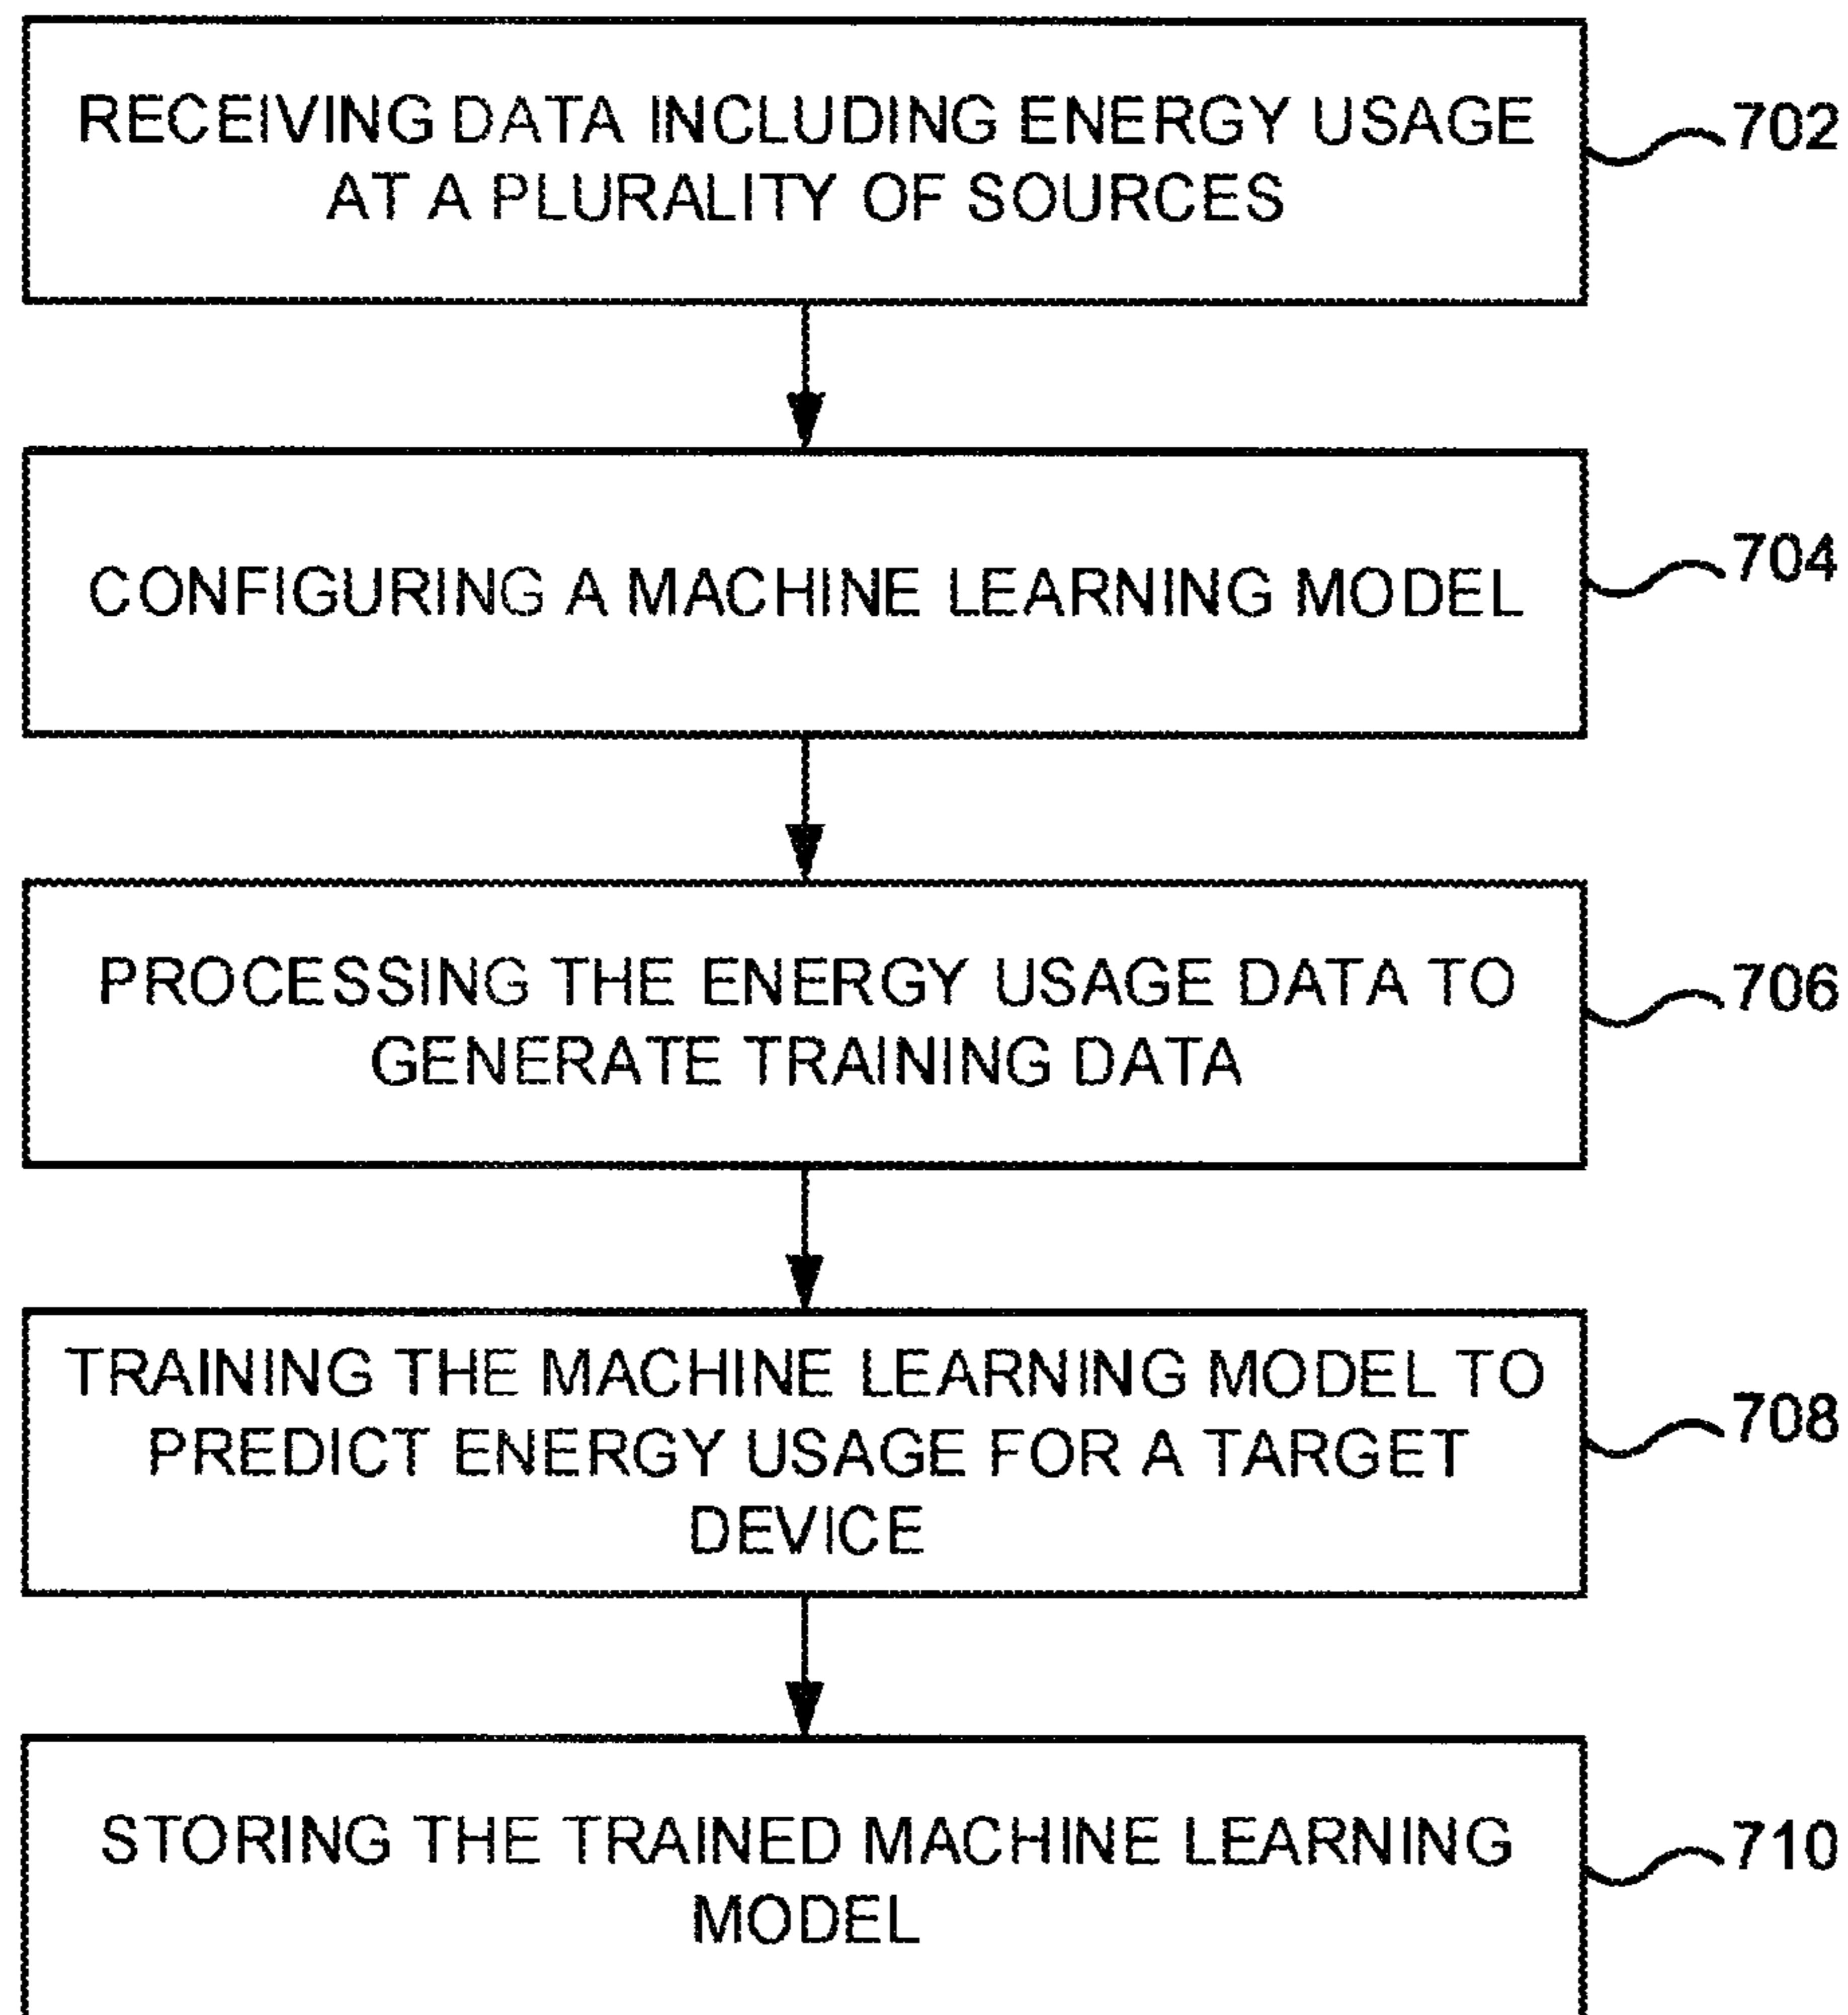 RECEIVING DATA INCLUDING ENERGY USAGE
AT A PLURALITY OF SOURCES
702
CONFIGURING A MACHINE LEARNING MODEL
704
PROCESSING THE ENERGY USAGE DATA TO
GENERATE TRAINING DATA
706
TRAINING THE MACHINE LEARNING MODEL TO
PREDICT ENERGY USAGE FOR A TARGET
DEVICE
708
STORING THE TRAINED MACHINE LEARNING
MODEL
710